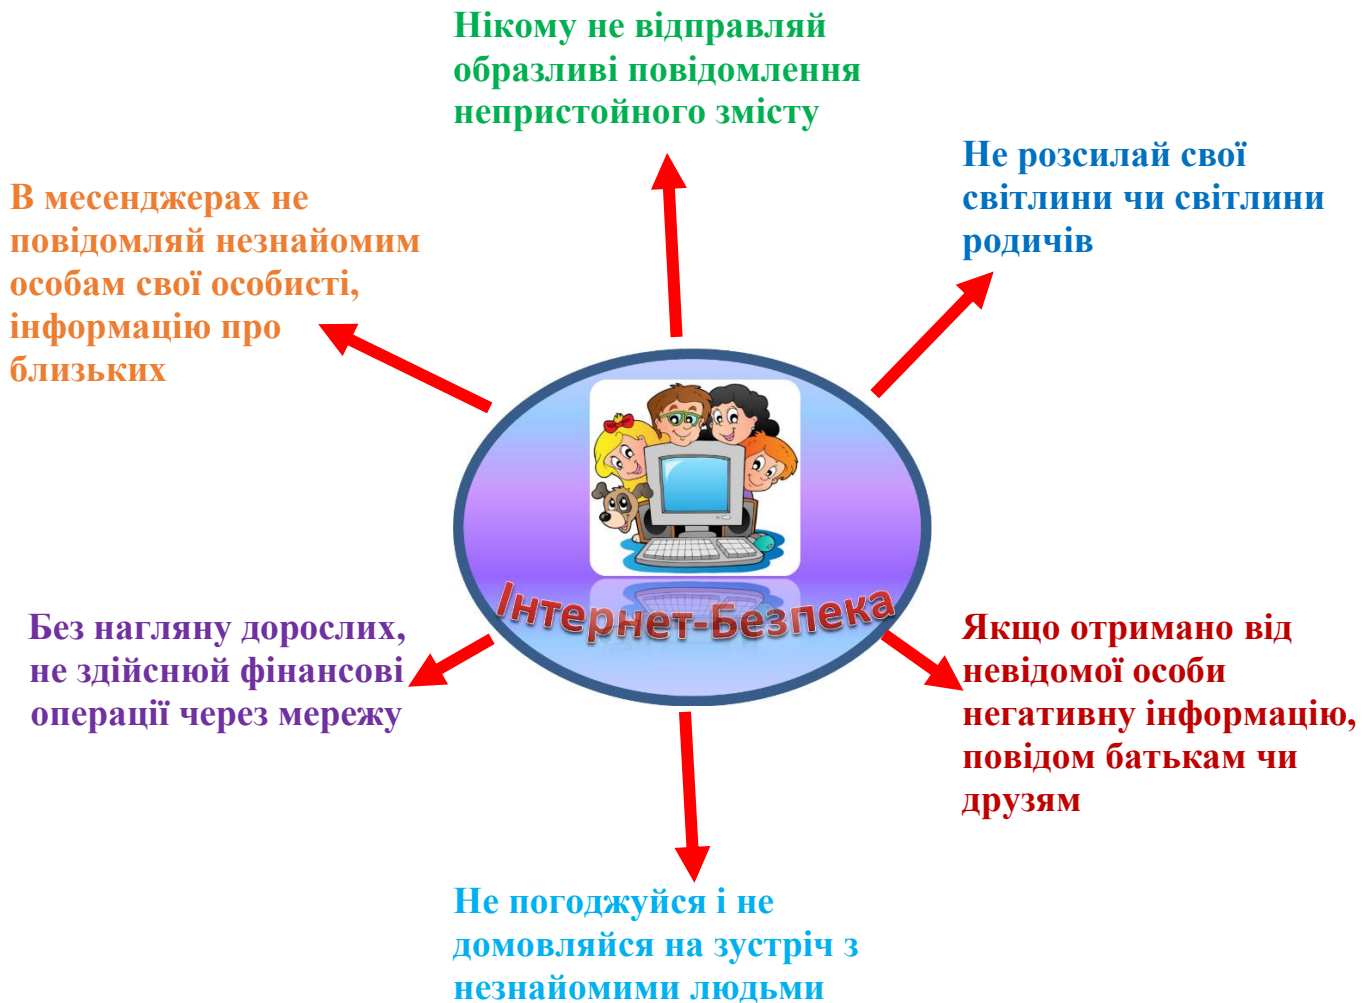 Нікому не відправляй
образливі повідомлення
непристойного змісту
Не розсилай свої
світлини чи світлини
родичів
В месенджерах не
повідомляй незнайомим
особам свої особисті,
інформацію про
близьких
Інтернет-Безпека
Без нагляну дорослих,
не здійснюй фінансові
операції через мережу
Якщо отримано від
невідомої особи
негативну інформацію,
повідом батькам чи
друзям
Не погоджуйся і не
домовляйся на зустріч з
незнайомими людьми